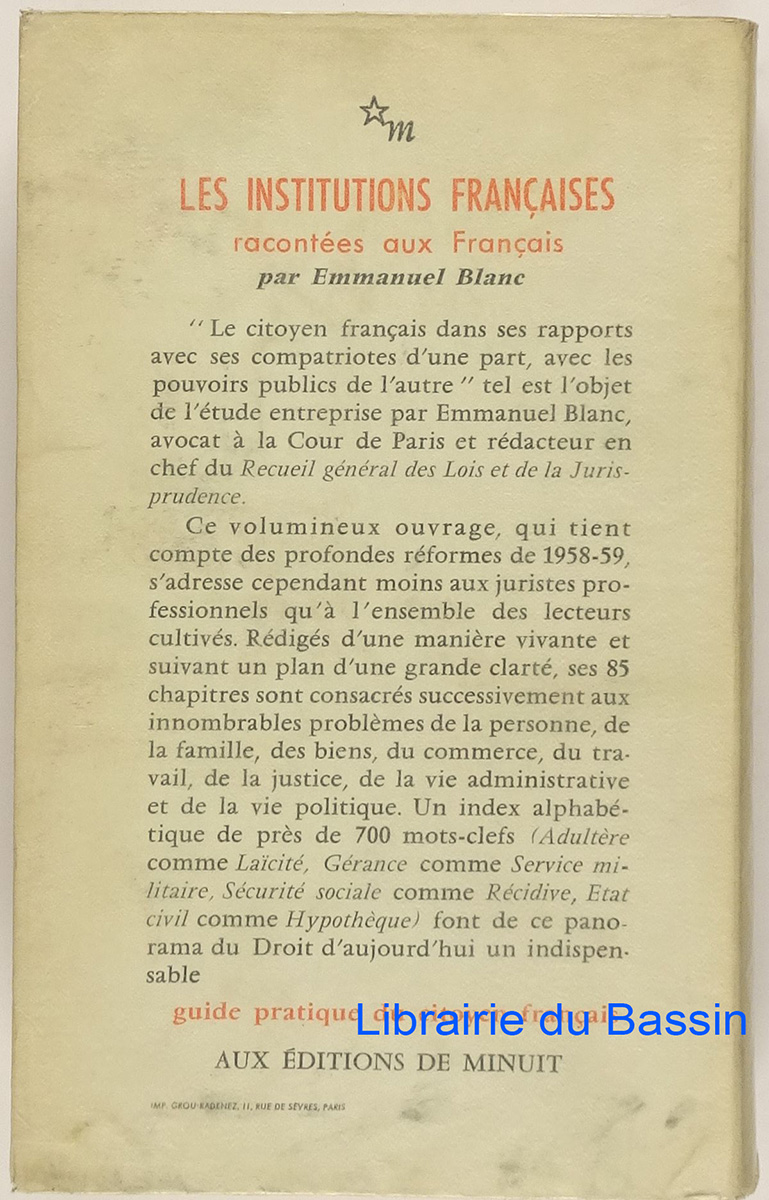 ☆m
LES INSTITUTIONS FRANÇAISES
racontées aux Français
par Emmanuel Blanc
“ Le citoyen français dans ses rapports
avec ses compatriotes d'une part, avec les
pouvoirs publics de l'autre ” tel est l'objet
de l'étude entreprise par Emmanuel Blanc,
avocat à la Cour de Paris et rédacteur en
chef du Recueil général des Lois et de la Juris-
prudence.
Ce volumineux ouvrage, qui tient
compte des profondes réformes de 1958-59,
s'adresse cependant moins aux juristes pro-
fessionnels qu'à l'ensemble des lecteurs
cultivés. Rédigés d'une manière vivante et
suivant un plan d'une grande clarté, ses 85
chapitres sont consacrés successivement aux
innombrables problèmes de la personne, de
la famille, des biens, du commerce, du tra-
vail, de la justice, de la vie administrative
et de la vie politique. Un index alphabé-
tique de près de 700 mots-clefs (Adultère
comme Laïcité, Gérance comme Service mi-
litaire, Sécurité sociale comme Récidive, Etat
civil comme Hypothèque) font de ce pano-
rama du Droit d'aujourd'hui un indispen-
sable
guide pratique du citoyen français
Librairie du Bassin
AUX ÉDITIONS DE MINUIT
IMP. GROU-RADENEZ, 11, RUE DE SÈVRES, PARIS